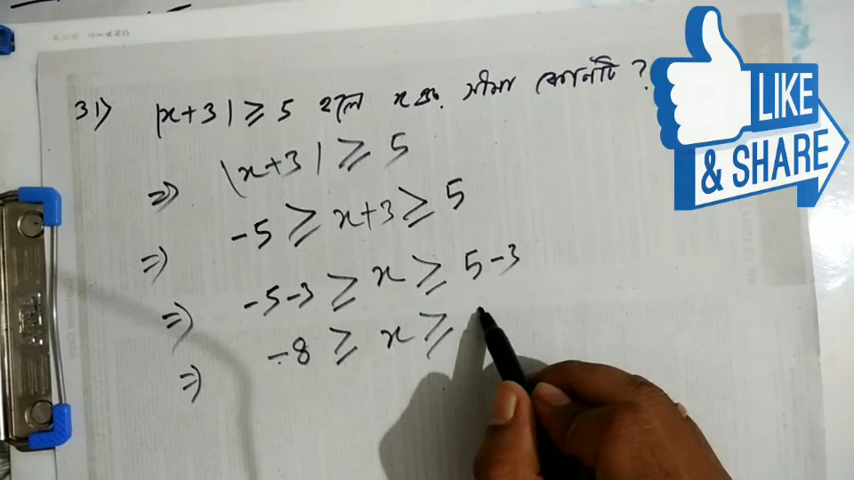 31) |x+3| ≥ 5 হলে x এর সীমা কোনটি ?
⇒ |x+3| ≥ 5
⇒ -5 ≥ x+3 ≥ 5
⇒ -5-3 ≥ x ≥ 5-3
⇒ -8 ≥ x ≥
LIKE
& SHARE